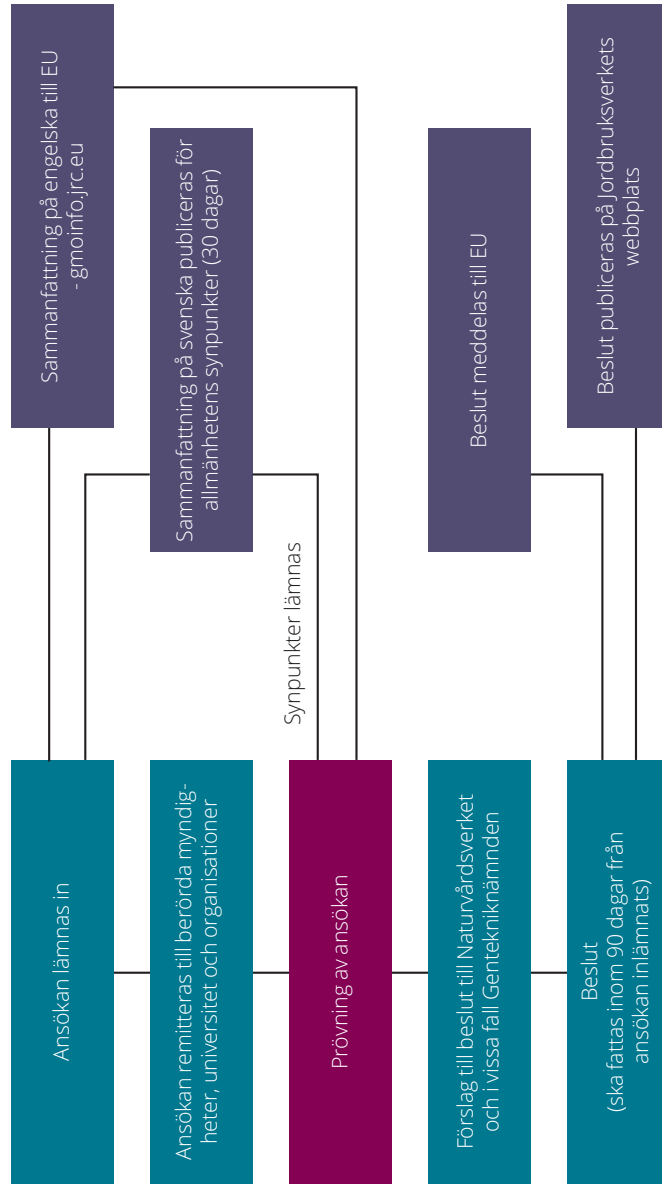 Ansökan lämnas in
Ansökan remitteras till berörda myndig-
heter, universitet och organisationer
Prövning av ansökan
Förslag till beslut till Naturvårdsverket
och i vissa fall Gentekniknämnden
Beslut
(ska fattas inom 90 dagar från
ansökan inlämnats)
Sammanfattning på engelska till EU
- gmoinfo.jrc.eu
Sammanfattning på svenska publiceras för
allmänhetens synpunkter (30 dagar)
Synpunkter lämnas
Beslut meddelas till EU
Beslut publiceras på Jordbruksverkets
webbplats